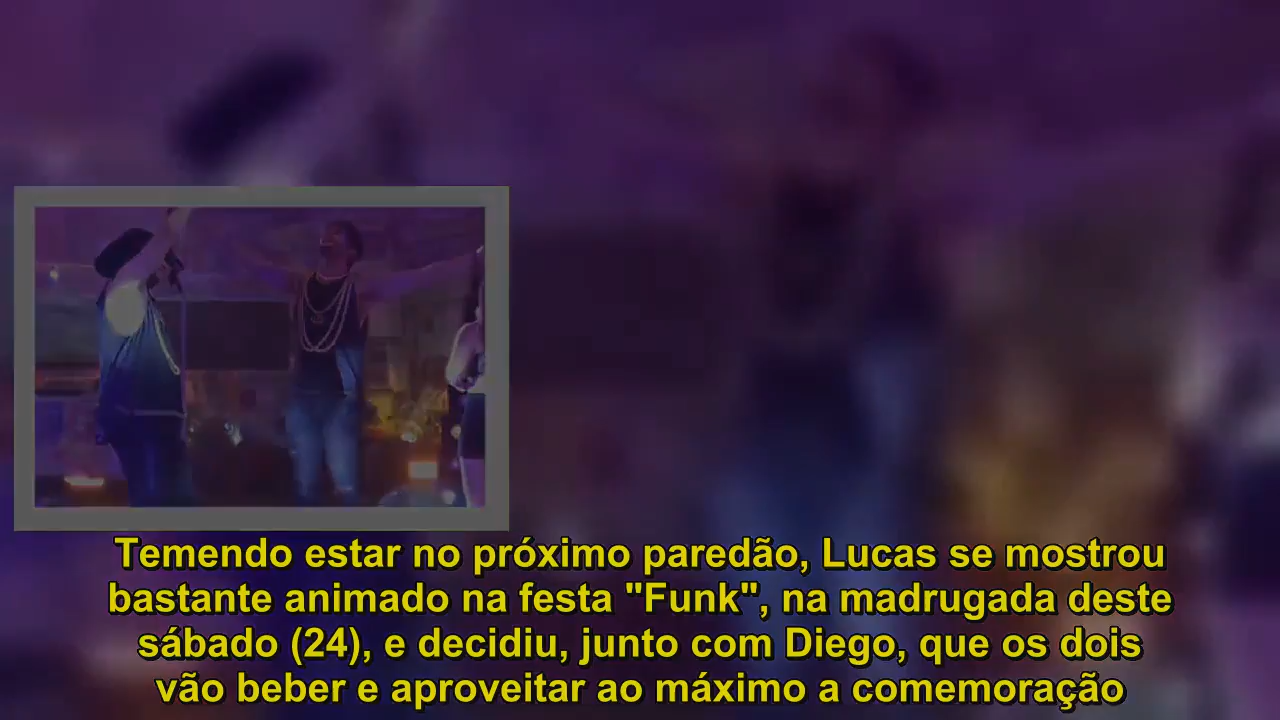 Temendo estar no próximo paredão, Lucas se mostrou
bastante animado na festa "Funk", na madrugada deste
sábado (24), e decidiu, junto com Diego, que os dois
vão beber e aproveitar ao máximo a comemoração